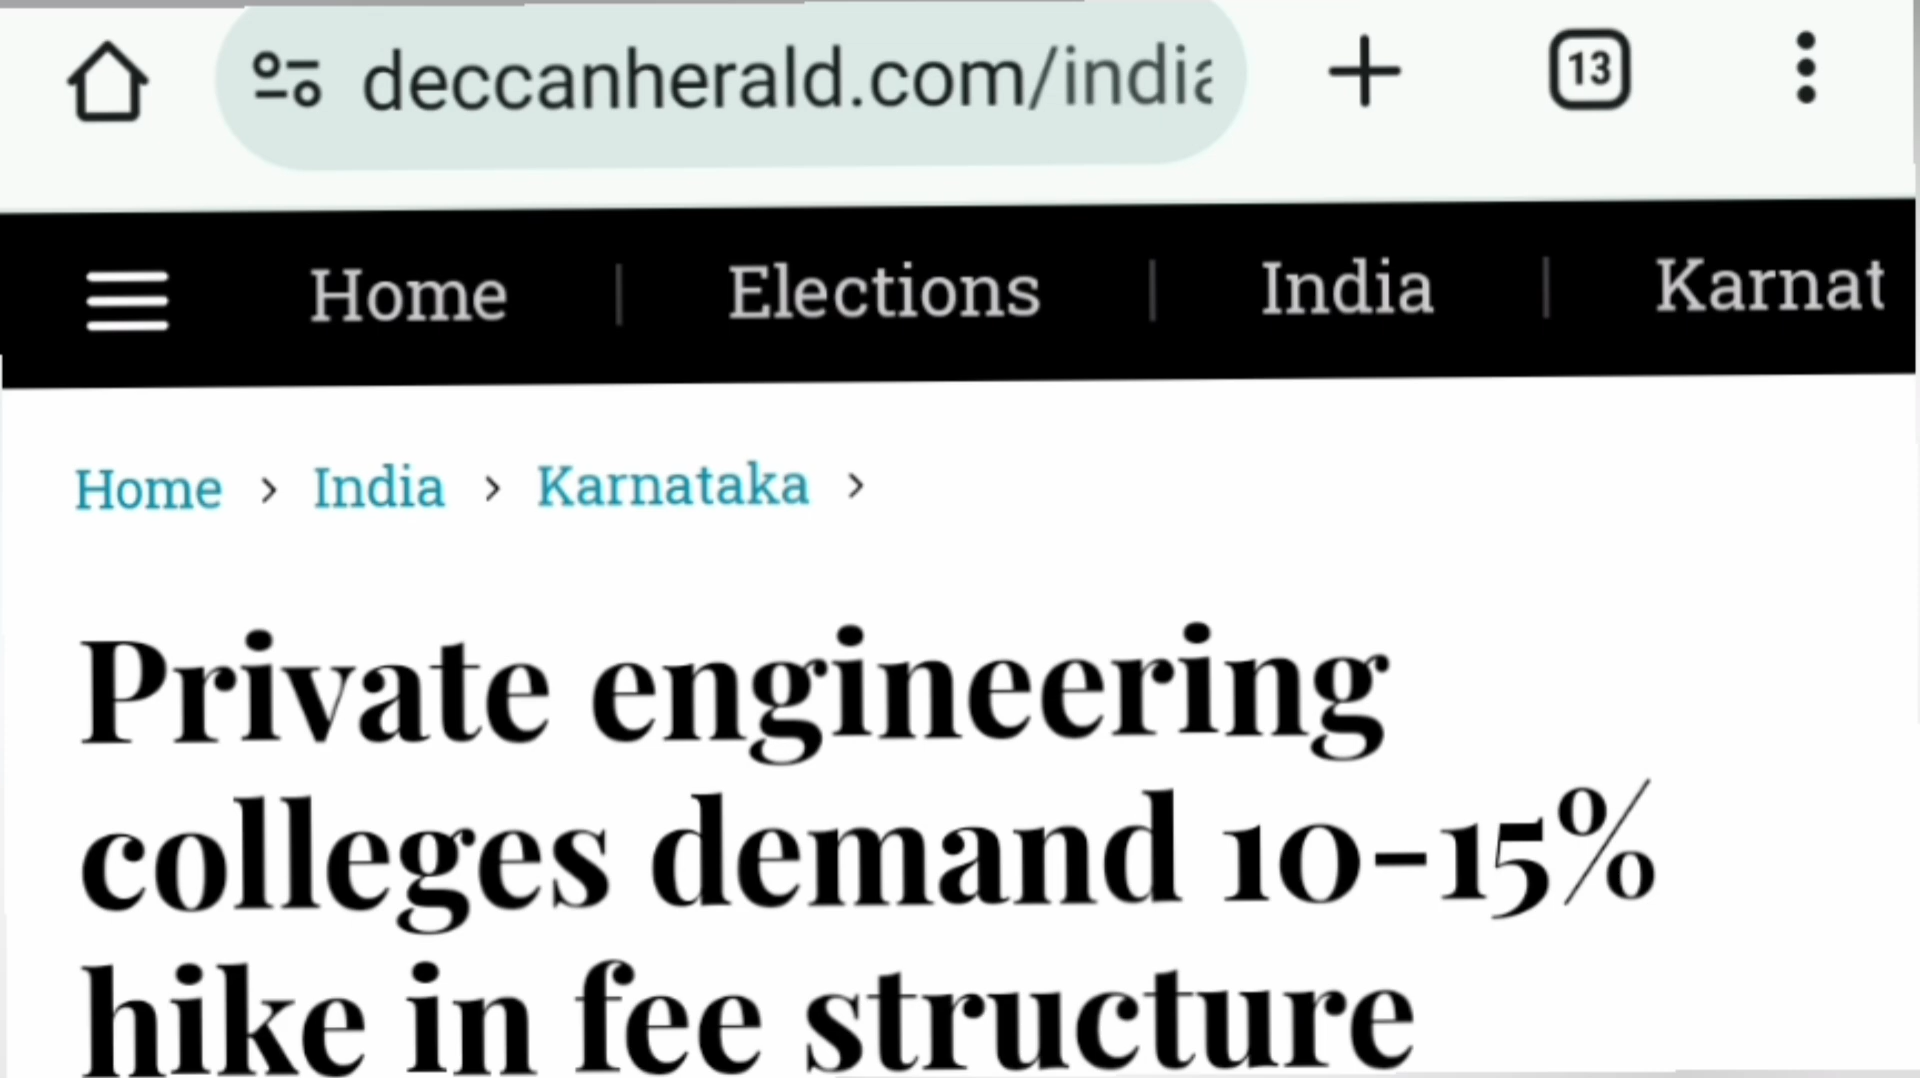 deccanherald.com/india
13
Home | Elections | India | Karnat
Home > India > Karnataka >
Private engineering
colleges demand 10-15%
hike in fee structure